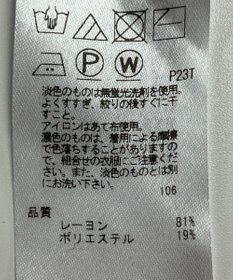 P W
P23T
淡色のものは無蛍光洗剤を使用。
よくすすぎ、絞りの後すぐに干
すこと。
アイロンはあて布使用。
濃色のものは、着用による摩擦
で色落ちすることがありますの
で、組合せの衣服にご注意くだ
さい。また、淡色のものとは別
にお洗い下さい。
106
品質
レーヨン 81%
ポリエステル 19%